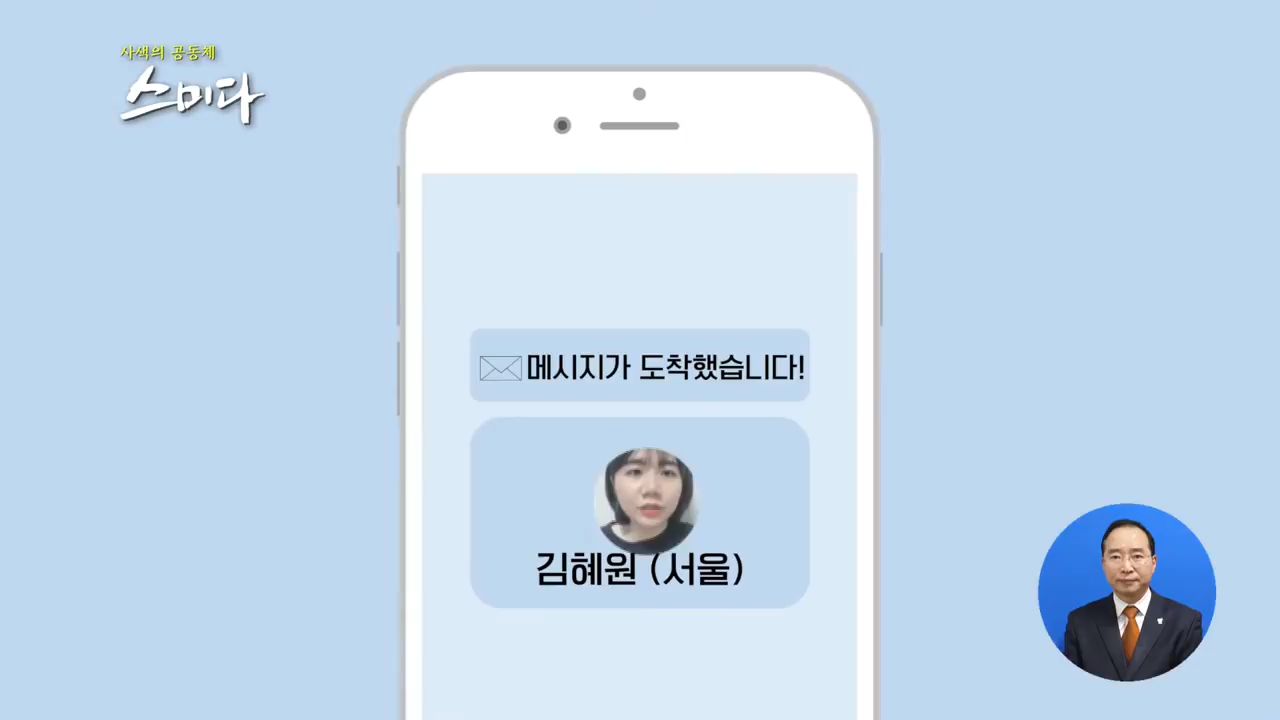 사색의 공동체
스미다
메시지가 도착했습니다!
김혜원 (서울)